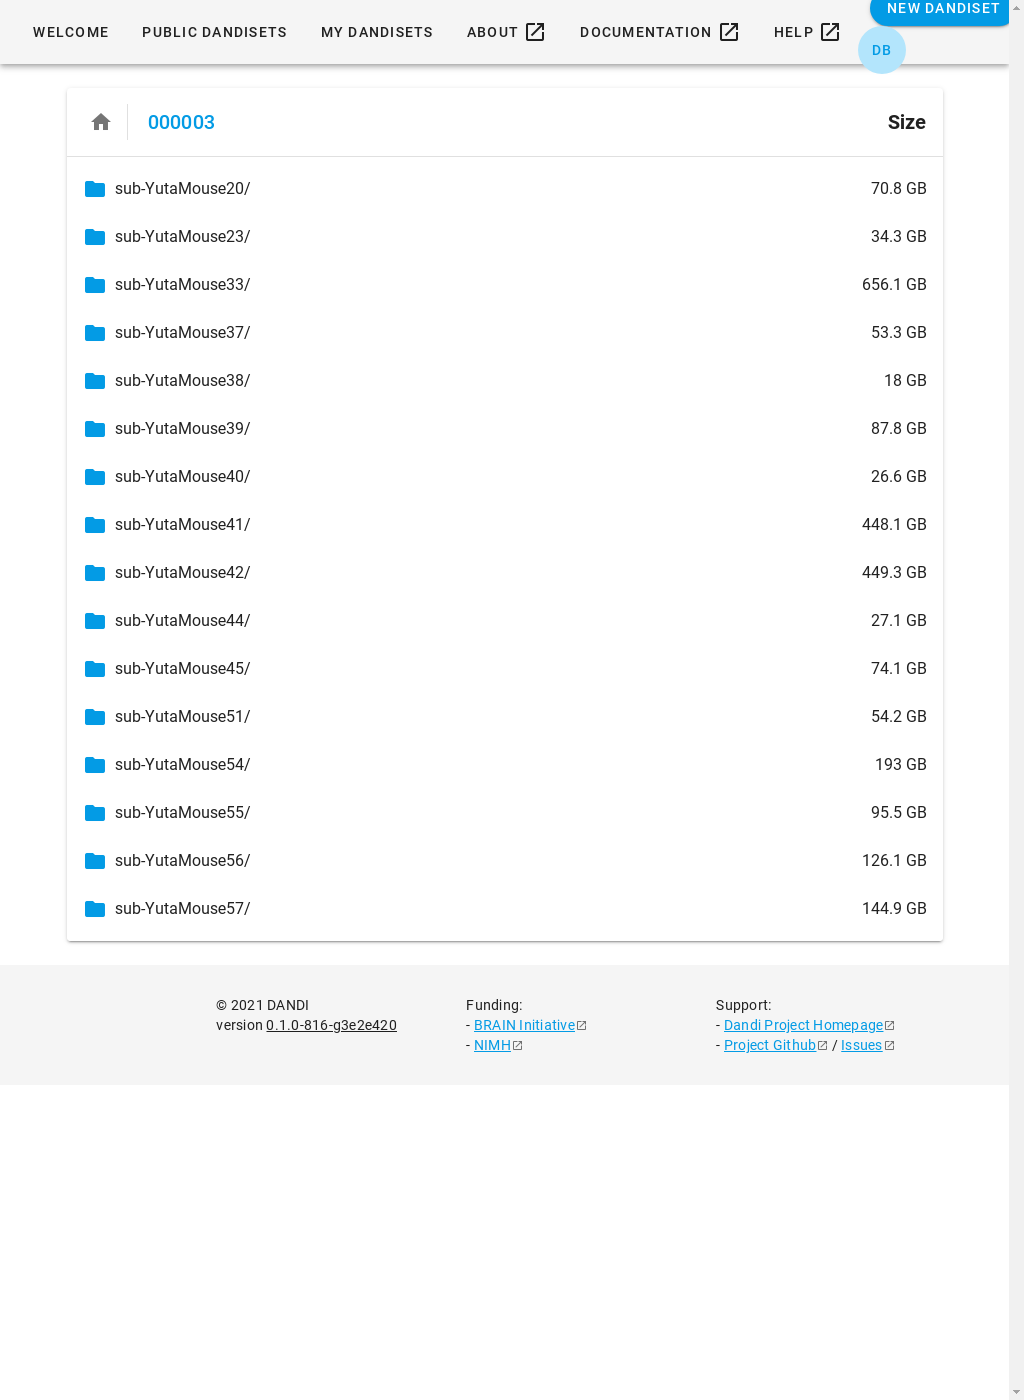 WELCOME PUBLIC DANDISETS MY DANDISETS ABOUT DOCUMENTATION HELP NEW DANDISET
DB
000003 Size
sub-YutaMouse20/ 70.8 GB
sub-YutaMouse23/ 34.3 GB
sub-YutaMouse33/ 656.1 GB
sub-YutaMouse37/ 53.3 GB
sub-YutaMouse38/ 18 GB
sub-YutaMouse39/ 87.8 GB
sub-YutaMouse40/ 26.6 GB
sub-YutaMouse41/ 448.1 GB
sub-YutaMouse42/ 449.3 GB
sub-YutaMouse44/ 27.1 GB
sub-YutaMouse45/ 74.1 GB
sub-YutaMouse51/ 54.2 GB
sub-YutaMouse54/ 193 GB
sub-YutaMouse55/ 95.5 GB
sub-YutaMouse56/ 126.1 GB
sub-YutaMouse57/ 144.9 GB
© 2021 DANDI
version 0.1.0-816-g3e2e420
Funding:
- BRAIN Initiative
- NIMH
Support:
- Dandi Project Homepage
- Project Github / Issues